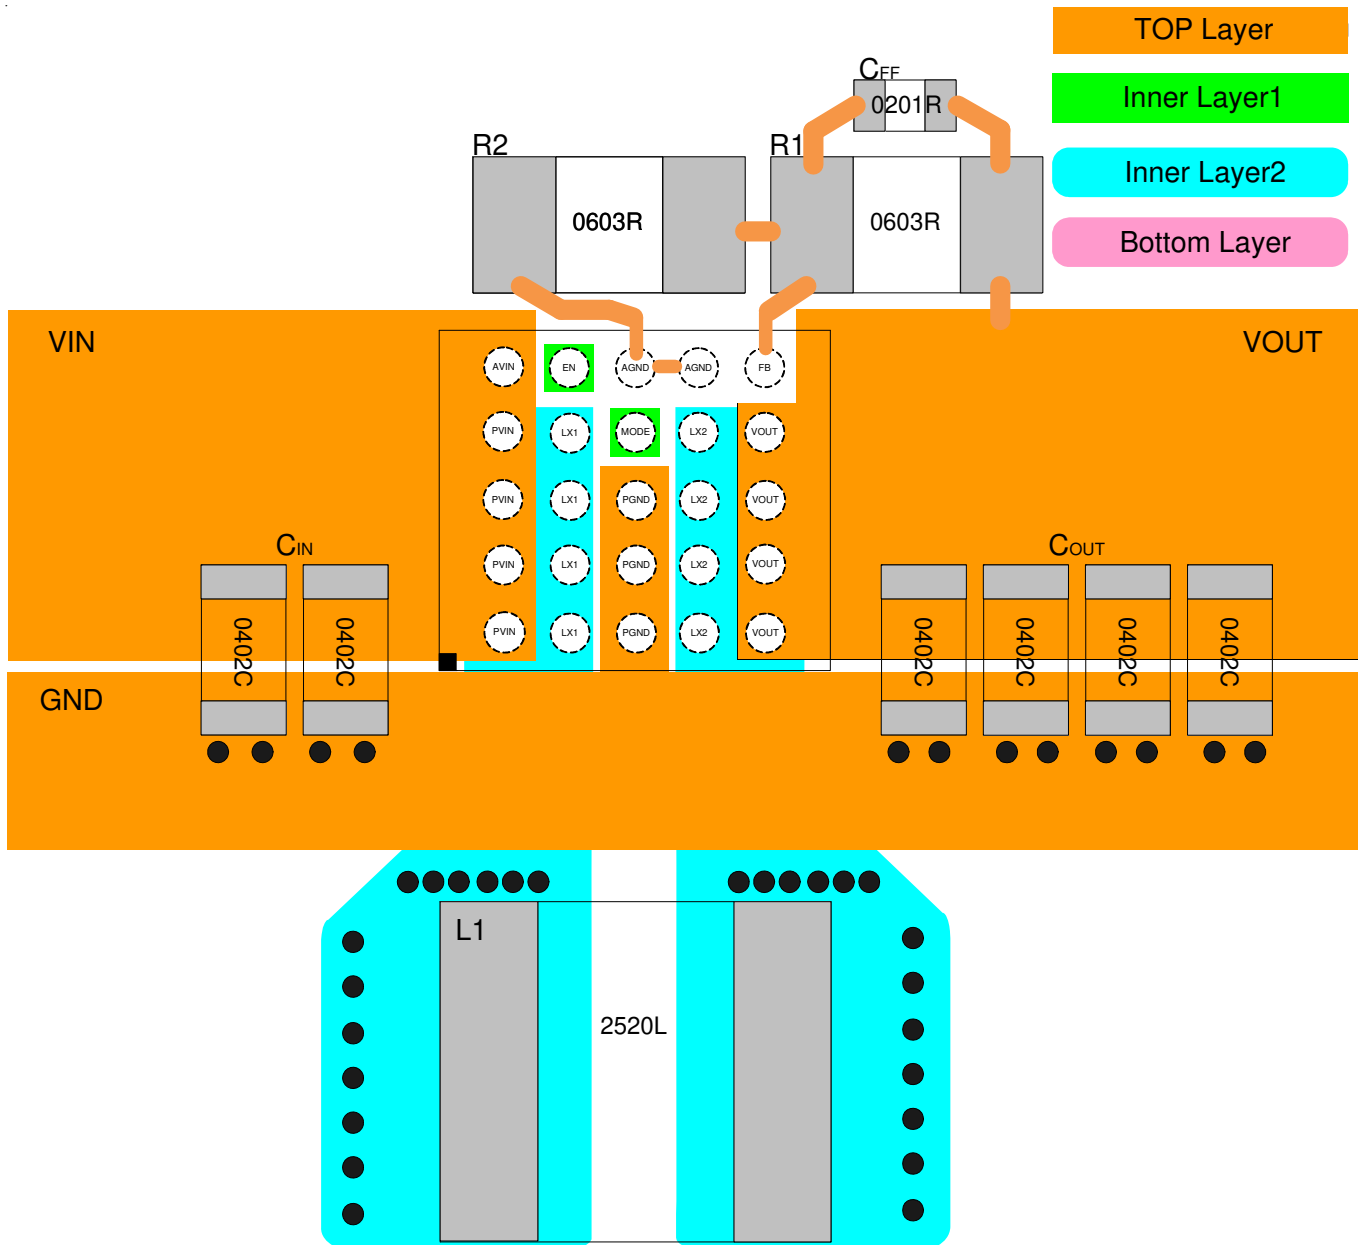 TOP Layer
CFF
0201R
Inner Layer1
R2
R1
Inner Layer2
0603R
0603R
Bottom Layer
VIN
VOUT
AVIN
EN
AGND
AGND
FB
PVIN
LX1
MODE
LX2
VOUT
PVIN
LX1
PGND
LX2
VOUT
CIN
COUT
PVIN
LX1
PGND
LX2
VOUT
PVIN
LX1
PGND
LX2
VOUT
0402C
0402C
0402C
0402C
0402C
0402C
GND
L1
2520L